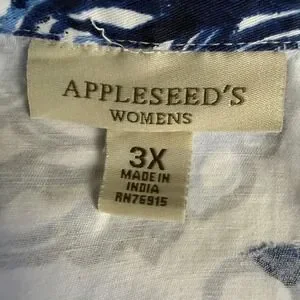 APPLESEED'S
WOMENS
3X
MADE IN
INDIA
RN76915